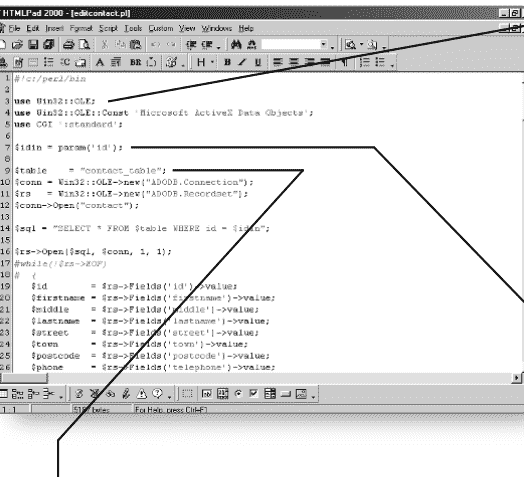 HTMLPad 2000 - [editcontact.pl]
File Edit Insert Format Script Tools Custom View Windows Help
1 #!c:/perl/bin
2
3 use Win32::OLE;
4 use Win32::OLE::Const 'Microsoft ActiveX Data Objects';
5 use CGI ':standard';
6
7 $idin = param('id');
8
9 $table = "contact_table";
10 $conn = Win32::OLE->new("ADODB.Connection");
11 $rs = Win32::OLE->new("ADODB.Recordset");
12 $conn->Open("contact");
13
14 $sql = "SELECT * FROM $table WHERE id = $idin";
15
16 $rs->Open($sql, $conn, 1, 1);
17 #while(!$rs->EOF)
18 # {
19 $id = $rs->Fields('id')->value;
20 $firstname = $rs->Fields('firstname')->value;
21 $middle = $rs->Fields('middle')->value;
22 $lastname = $rs->Fields('lastname')->value;
23 $street = $rs->Fields('street')->value;
24 $town = $rs->Fields('town')->value;
25 $postcode = $rs->Fields('postcode')->value;
26 $phone = $rs->Fields('telephone')->value;
1:1 bytes For Help, press Ctrl-F1